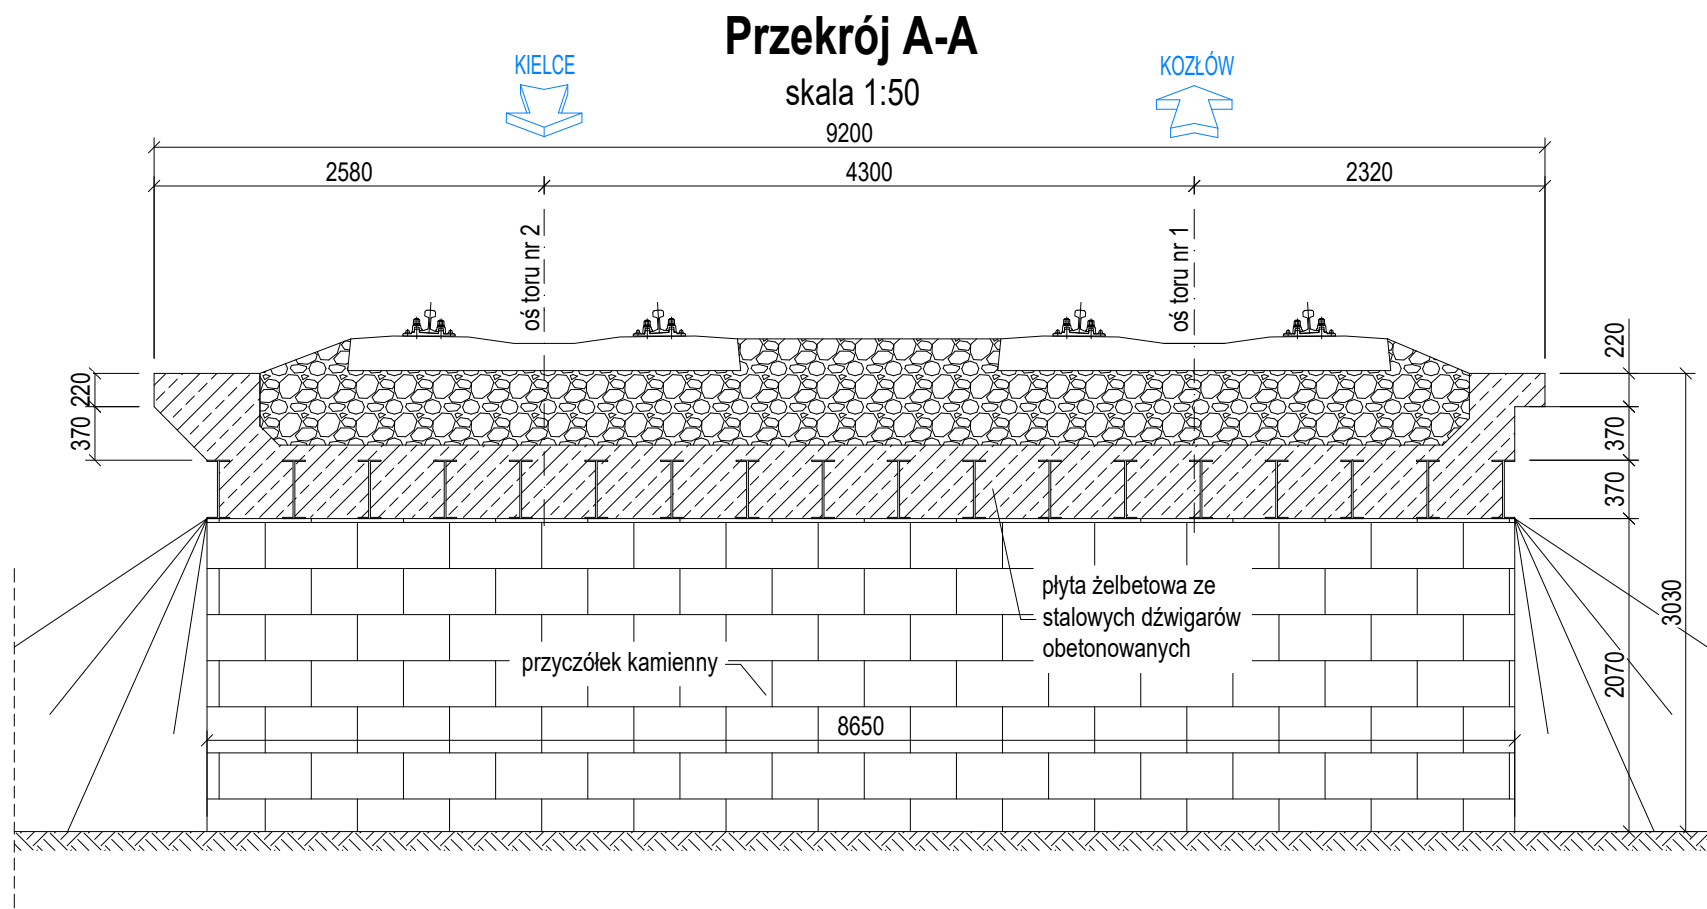 Przekrój A-A
KIELCE
KOZŁÓW
skala 1:50
9200
2580
4300
2320
oś toru nr 2
oś toru nr 1
220
220
370
370
370
płyta żelbetowa ze
stalowych dźwigarów
obetonowanych
3030
przyczółek kamienny
2070
8650